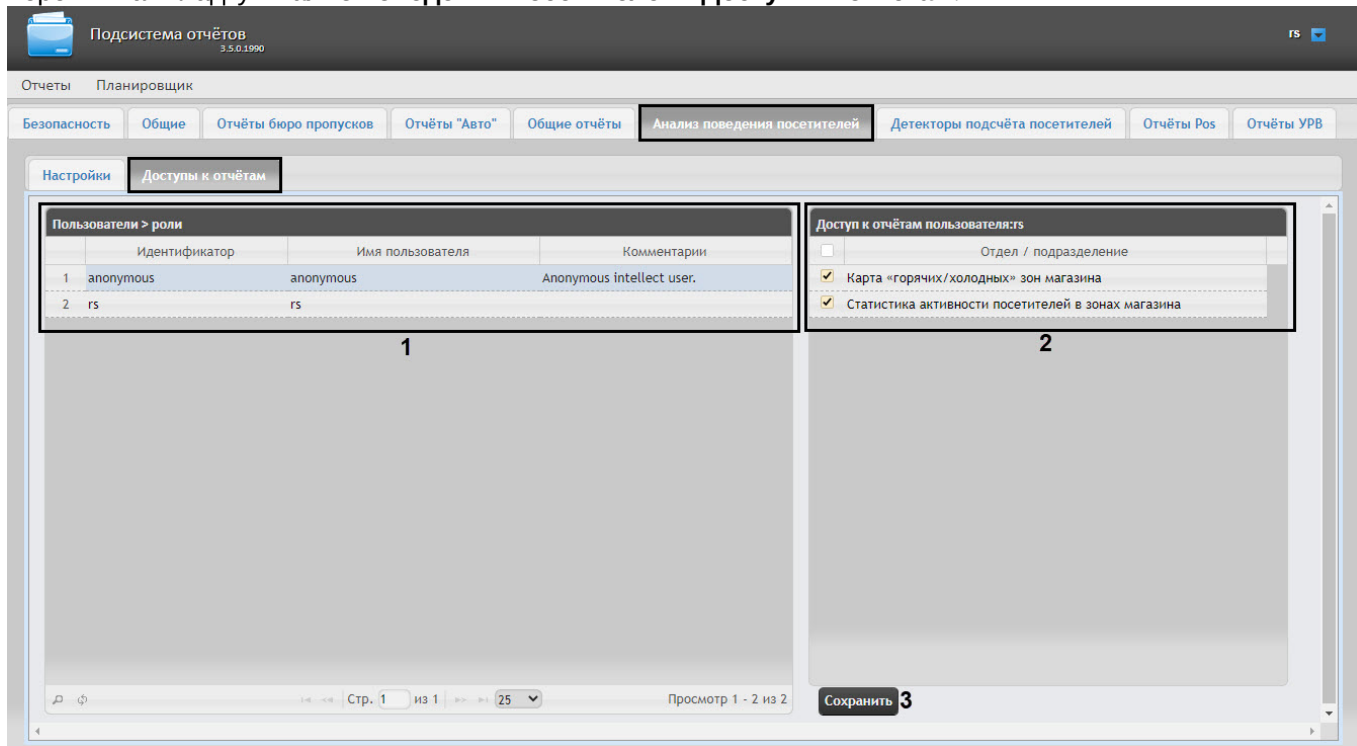 Подсистема отчётов
3.5.0.1990
rs
Отчеты Планировщик
Безопасность Общие Отчёты бюро пропусков Отчёты "Авто" Общие отчёты Анализ поведения посетителей Детекторы подсчёта посетителей Отчёты Pos Отчёты УРВ
Настройки Доступы к отчётам
Пользователи > роли
Идентификатор Имя пользователя Комментарии
1 anonymous anonymous Anonymous intellect user.
2 rs rs
1
Доступ к отчётам пользователя:rs
Отдел / подразделение
Карта «горячих/холодных» зон магазина
Статистика активности посетителей в зонах магазина
2
Стр. 1 из 1 25 Просмотр 1 - 2 из 2
Сохранить 3